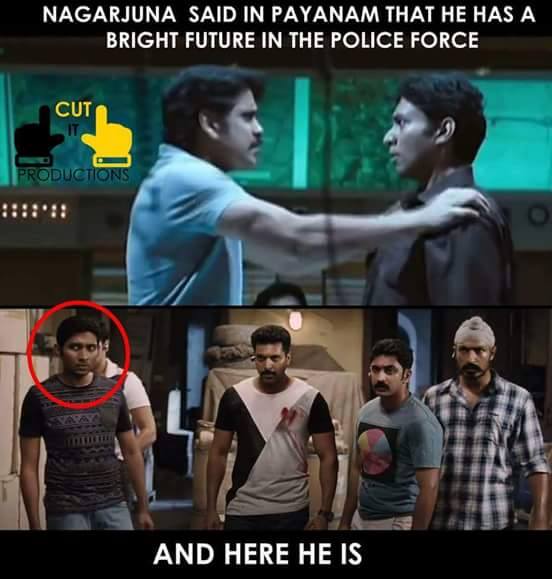 NAGARJUNA SAID IN PAYANAM THAT HE HAS A
BRIGHT FUTURE IN THE POLICE FORCE
CUT
IT
PRODUCTIONS
AND HERE HE IS